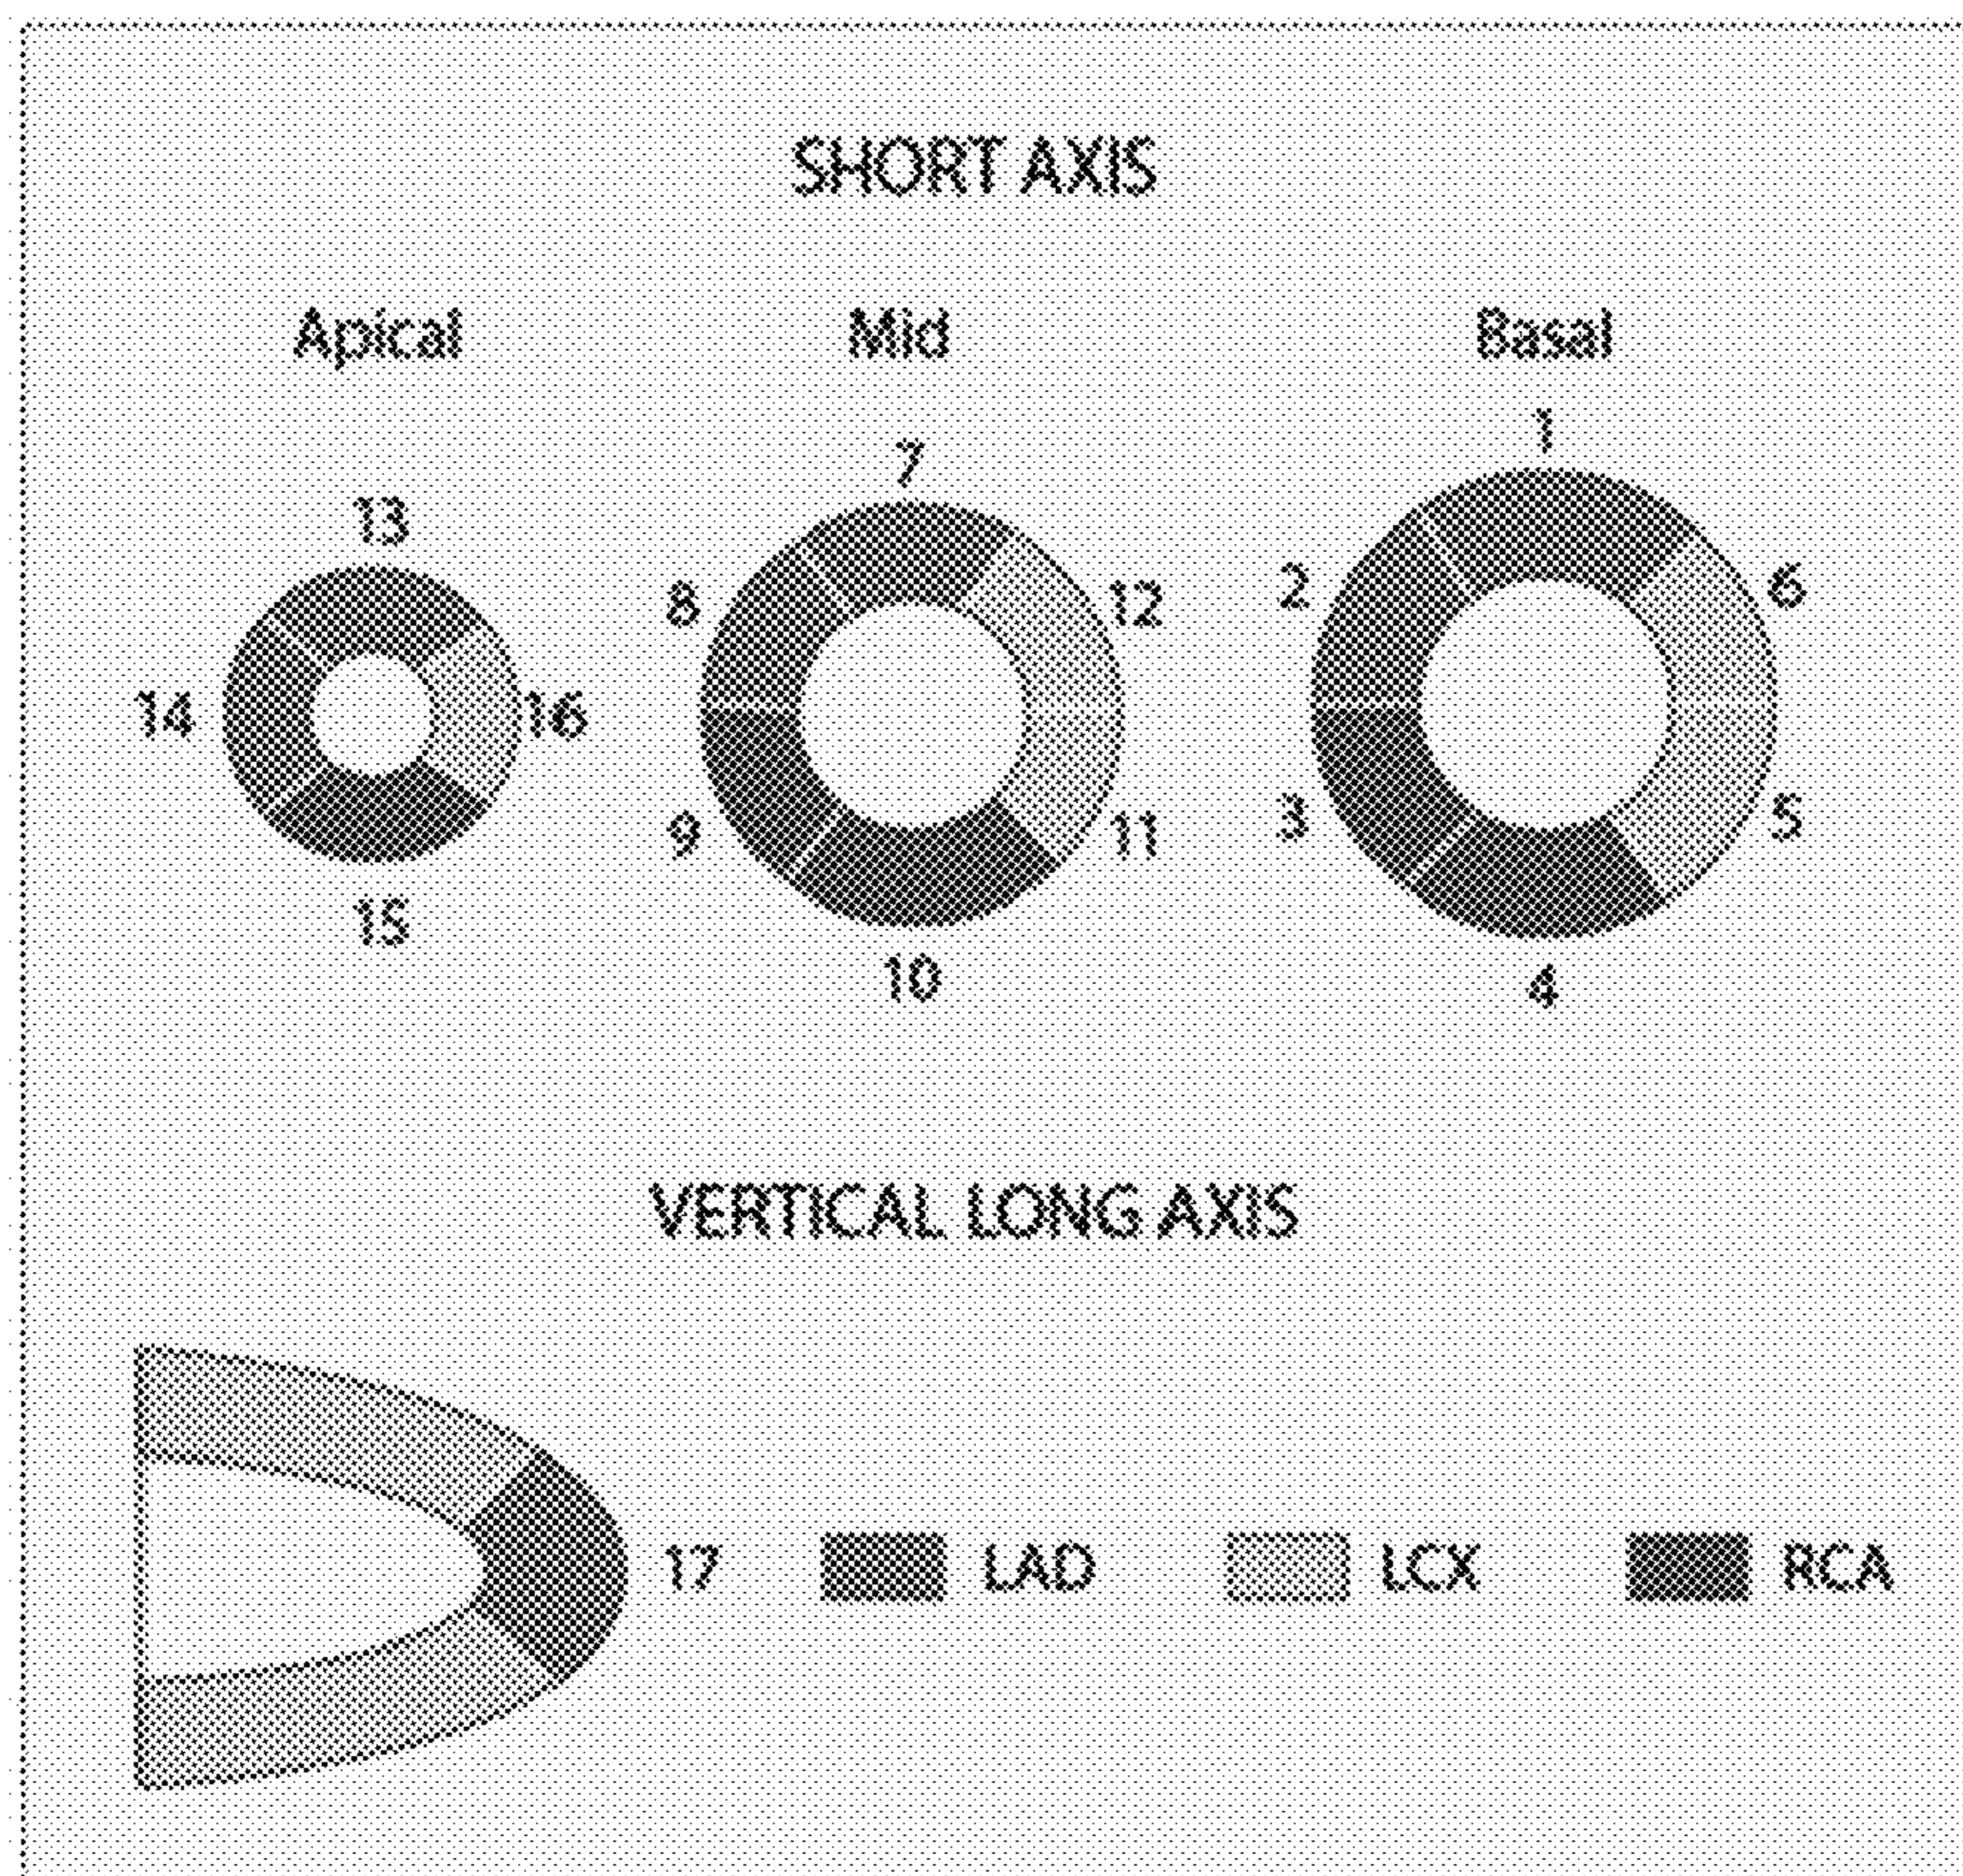 SHORT AXIS
Apical Mid Basal
1
7
13
8 12 2 6
14 16
9 11 3 5
15
10 4
VERTICAL LONG AXIS
17 LAD LCX RCA